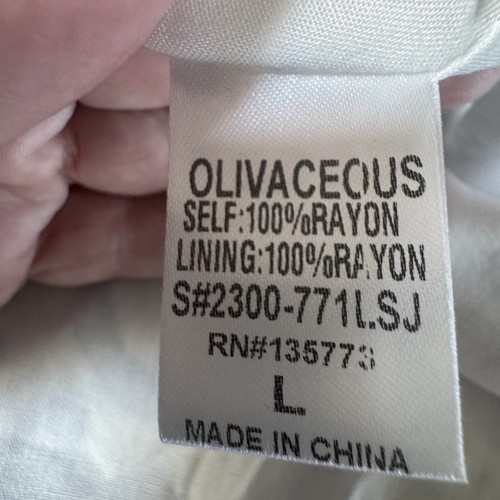 OLIVACEOUS
SELF:100%RAYON
LINING:100%RAYON
S#2300-771LSJ
RN#135773
L
MADE IN CHINA